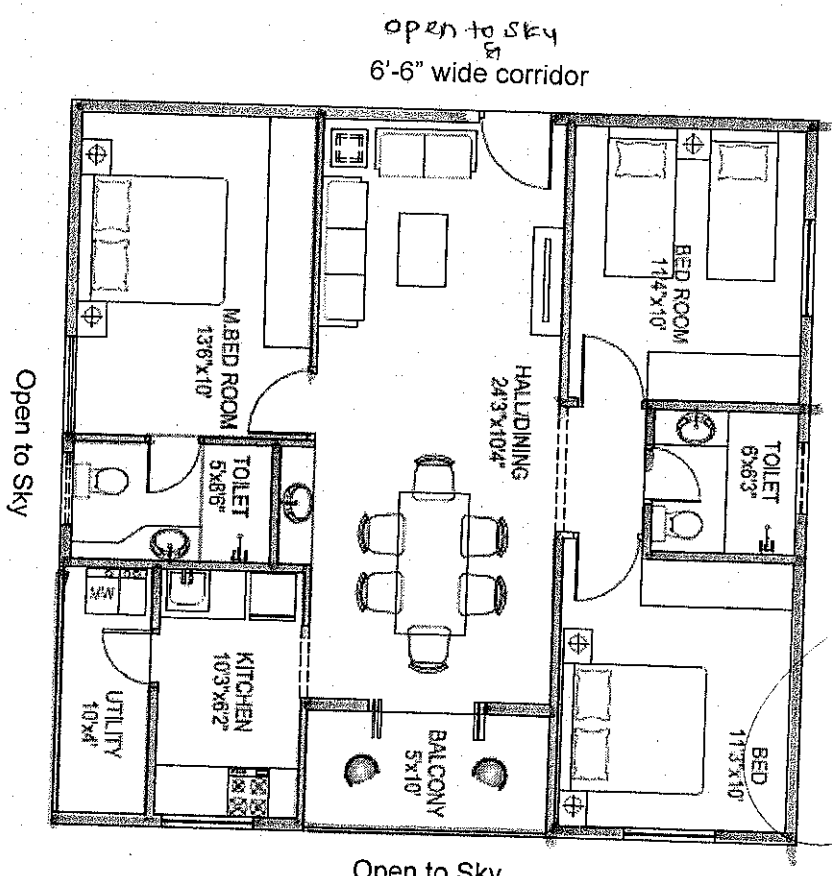 open to sky
&
6'-6" wide corridor
BED ROOM
11'4"x10'
M.BED ROOM
13'6"x10'
HALL/DINING
24'3"x10'4"
TOILET
6'x6'3"
TOILET
5'x8'6"
KITCHEN
10'3"x6'2"
UTILITY
10'x4'
BALCONY
5'x10'
BED
11'3"x10'
Open to Sky
Open to Sky